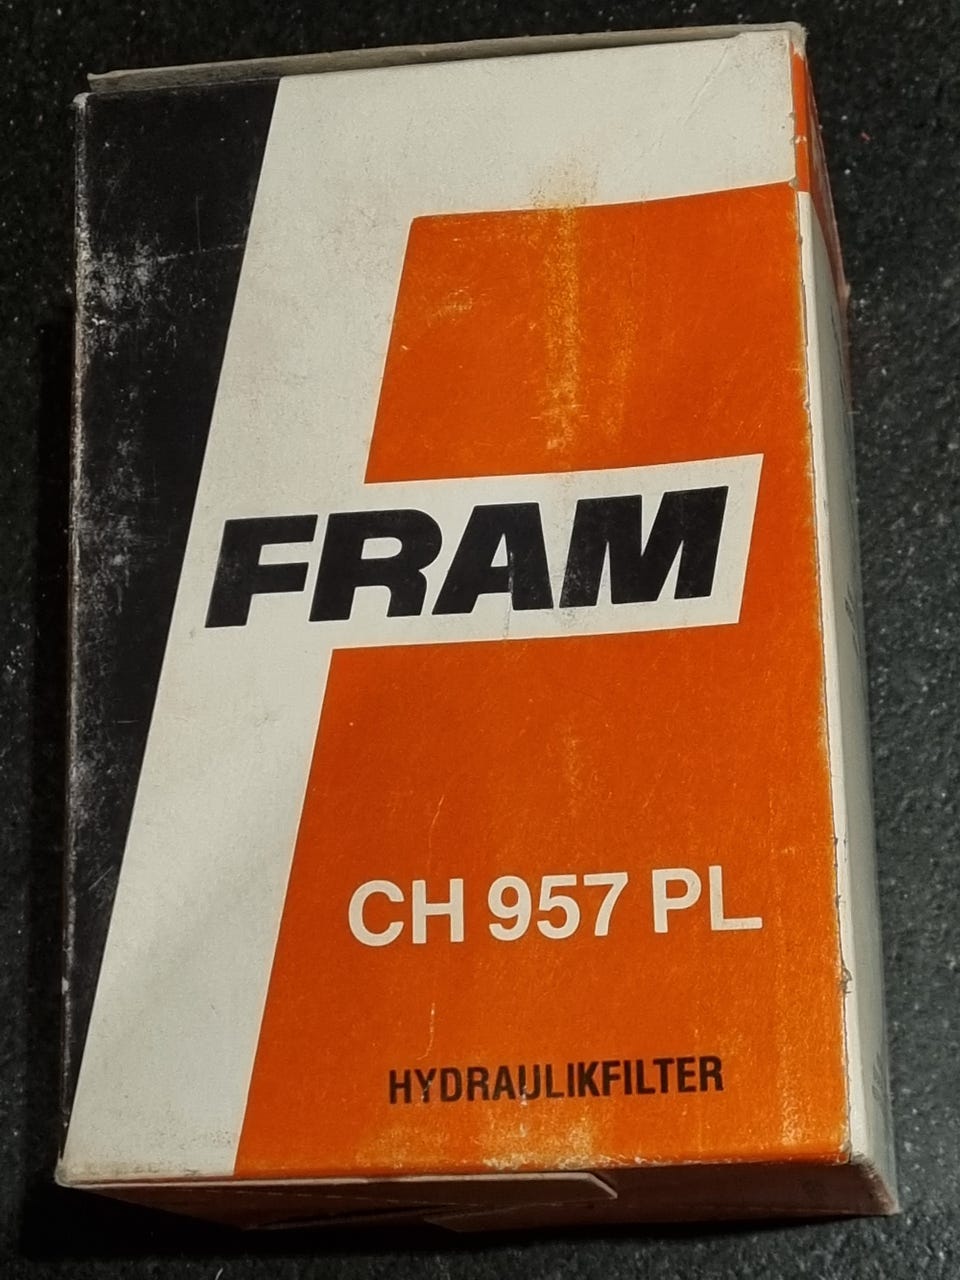 FRAM
CH 957 PL
HYDRAULIKFILTER